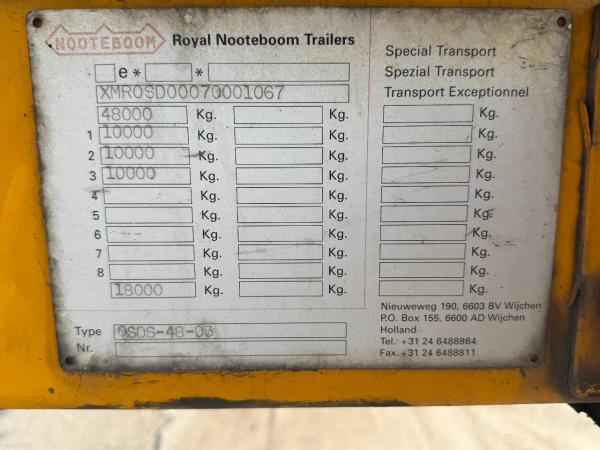 NOOTEBOOM Royal Nooteboom Trailers
Special Transport
Spezial Transport
Transport Exceptionnel
e* *
XMR0SD00070001067
48000 Kg. Kg. Kg.
1 10000 Kg. Kg. Kg.
2 10000 Kg. Kg. Kg.
3 10000 Kg. Kg. Kg.
4 Kg. Kg. Kg.
5 Kg. Kg. Kg.
6 --- Kg. Kg. Kg.
7 Kg. Kg. Kg.
8 Kg. Kg. Kg.
18000 Kg. Kg. Kg.
Type OSDS-48-03
Nr.
Nieuweweg 190, 6603 BV Wijchen
P.O. Box 155, 6600 AD Wijchen
Holland
Tel. +31 24 6488864
Fax. +31 24 6488811